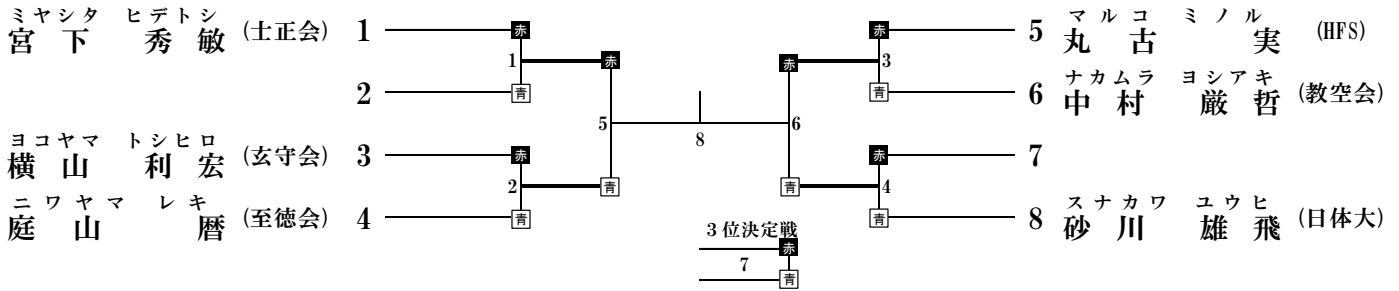 ミヤシタ ヒデトシ
宮下 秀敏 (士正会) 1
2
ヨコヤマ トシヒロ
横山 利宏 (玄守会) 3
ニワヤマ レキ
庭山 暦 (至徳会) 4
赤
1
青
赤
2
青
赤
5
青
8
赤
6
青
赤
3
青
赤
4
青
マルコ ミノル
5 丸古 実 (HFS)
ナカムラ ヨシアキ
6 中村 厳哲 (教空会)
7
スナカワ ユウヒ
8 砂川 雄飛 (日体大)
3位決定戦
赤
7
青